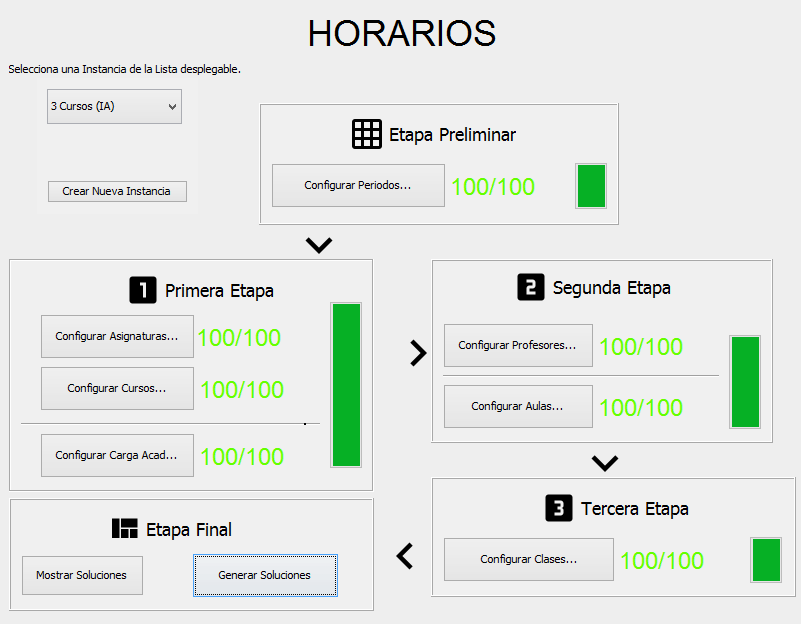 HORARIOS
Selecciona una Instancia de la Lista desplegable.
3 Cursos (IA)
Crear Nueva Instancia
Etapa Preliminar
Configurar Periodos...
100/100
1 Primera Etapa
Configurar Asignaturas...
100/100
Configurar Cursos...
100/100
Configurar Carga Acad...
100/100
2 Segunda Etapa
Configurar Profesores...
100/100
Configurar Aulas...
100/100
3 Tercera Etapa
Configurar Clases...
100/100
Etapa Final
Mostrar Soluciones
Generar Soluciones